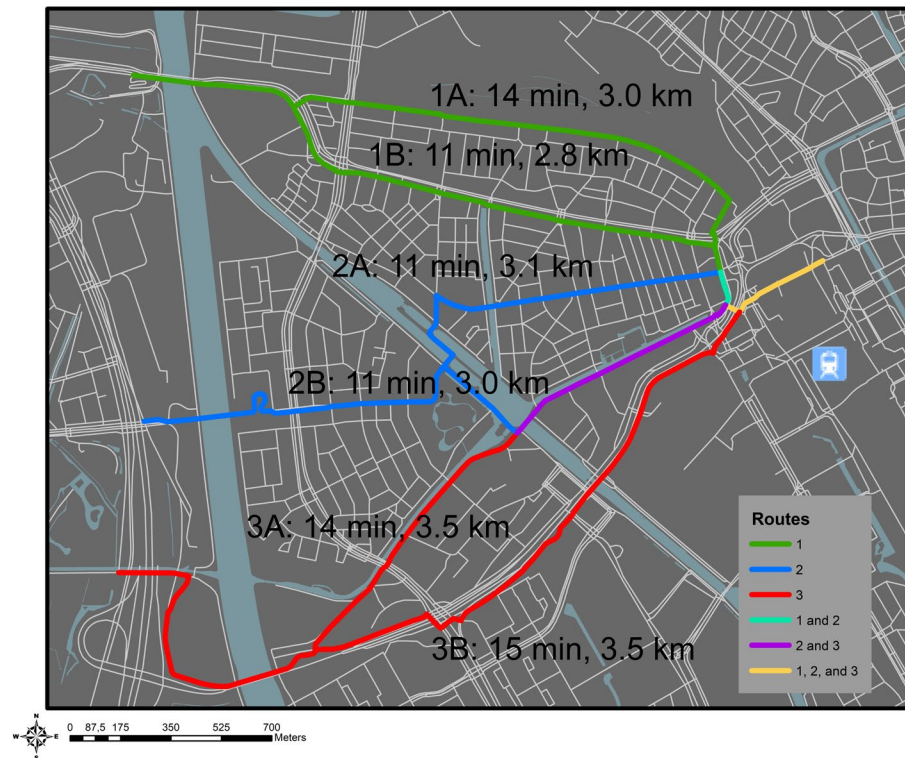 1A: 14 min, 3.0 km
1B: 11 min, 2.8 km
2A: 11 min, 3.1 km
2B: 11 min, 3.0 km
3A: 14 min, 3.5 km
3B: 15 min, 3.5 km
Routes
1
2
3
1 and 2
2 and 3
1, 2, and 3
N
W E
S
0 87,5 175 350 525 700
Meters